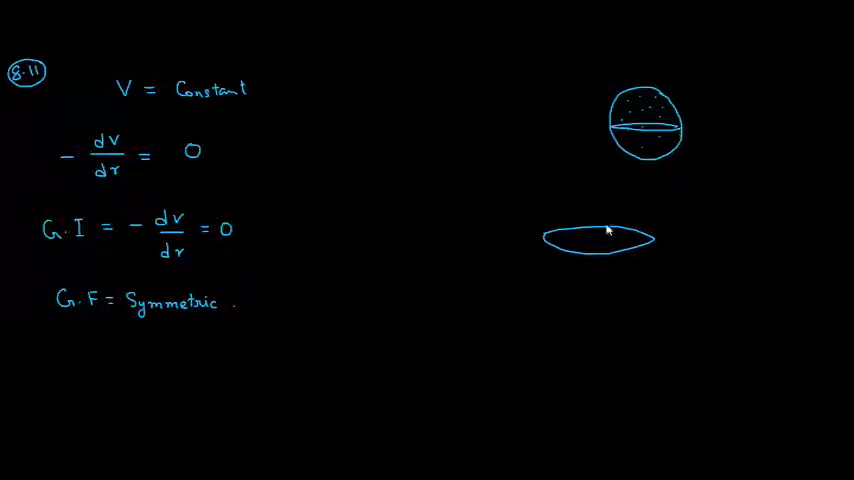 8.11
V = Constant
- dv/dr = 0
G.I = - dv/dr = 0
G.F = Symmetric .